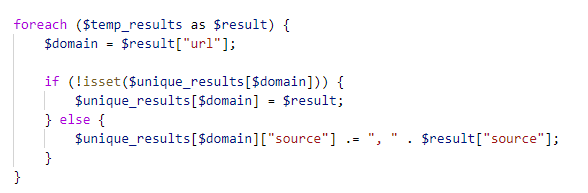 foreach ($temp_results as $result) {
    $domain = $result["url"];

    if (!isset($unique_results[$domain])) {
        $unique_results[$domain] = $result;
    } else {
        $unique_results[$domain]["source"] .= ", " . $result["source"];
    }
}